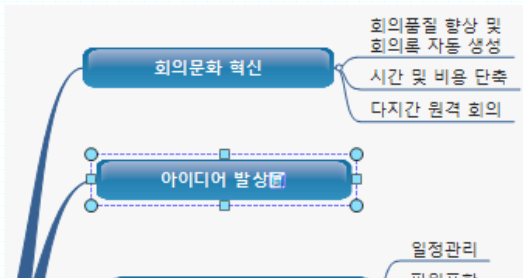 회의품질 향상 및
회의록 자동 생성
회의문화 혁신
시간 및 비용 단축
다지간 원격 회의
아이디어 발상
일정관리